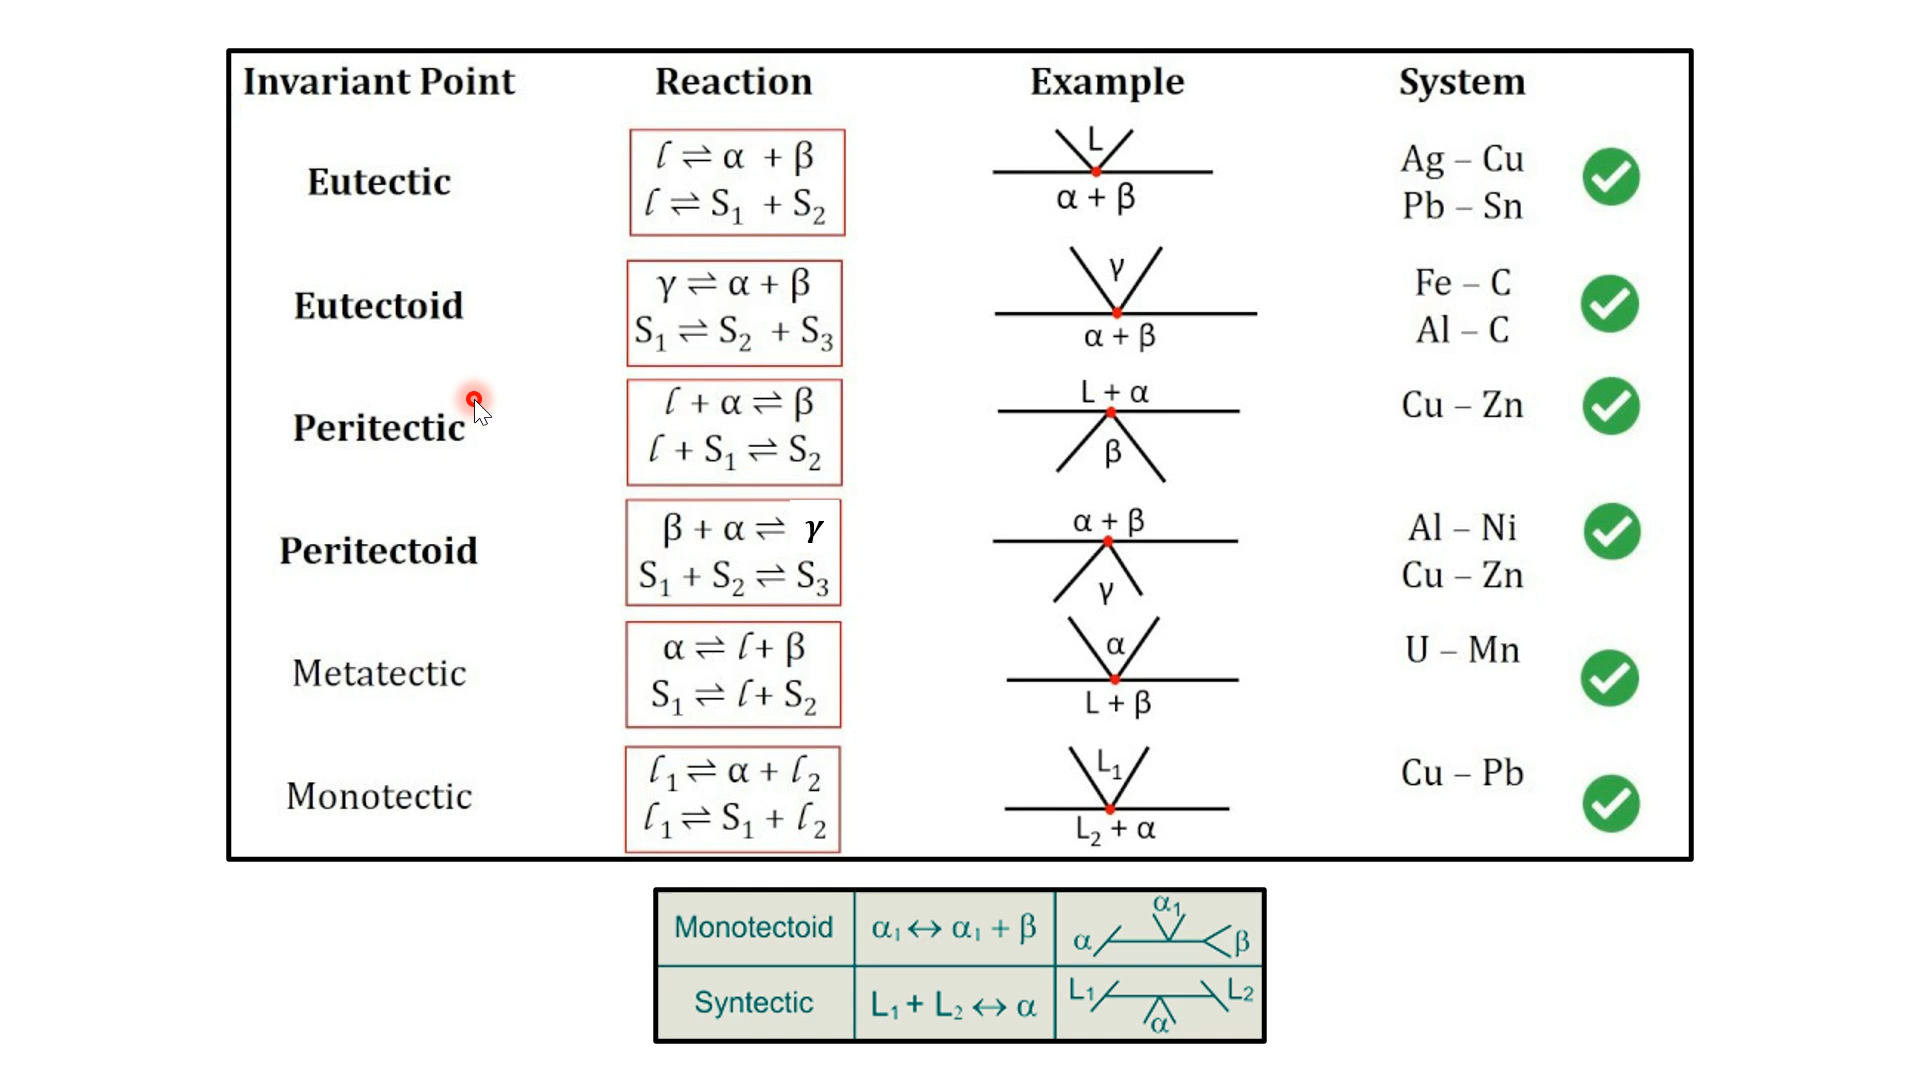 Invariant Point Reaction Example System
Eutectic
l ⇌ α + β
l ⇌ S₁ + S₂
L
α + β
Ag – Cu
Pb – Sn
Eutectoid
γ ⇌ α + β
S₁ ⇌ S₂ + S₃
γ
α + β
Fe – C
Al – C
Peritectic
l + α ⇌ β
l + S₁ ⇌ S₂
L + α
β
Cu – Zn
Peritectoid
β + α ⇌ γ
S₁ + S₂ ⇌ S₃
α + β
γ
Al – Ni
Cu – Zn
Metatectic
α ⇌ l + β
S₁ ⇌ l + S₂
α
L + β
U – Mn
Monotectic
l₁ ⇌ α + l₂
l₁ ⇌ S₁ + l₂
L₁
L₂ + α
Cu – Pb
Monotectoid
α₁ ↔ α₁ + β
α₁
α β
Syntectic
L₁ + L₂ ↔ α
L₁ L₂
α